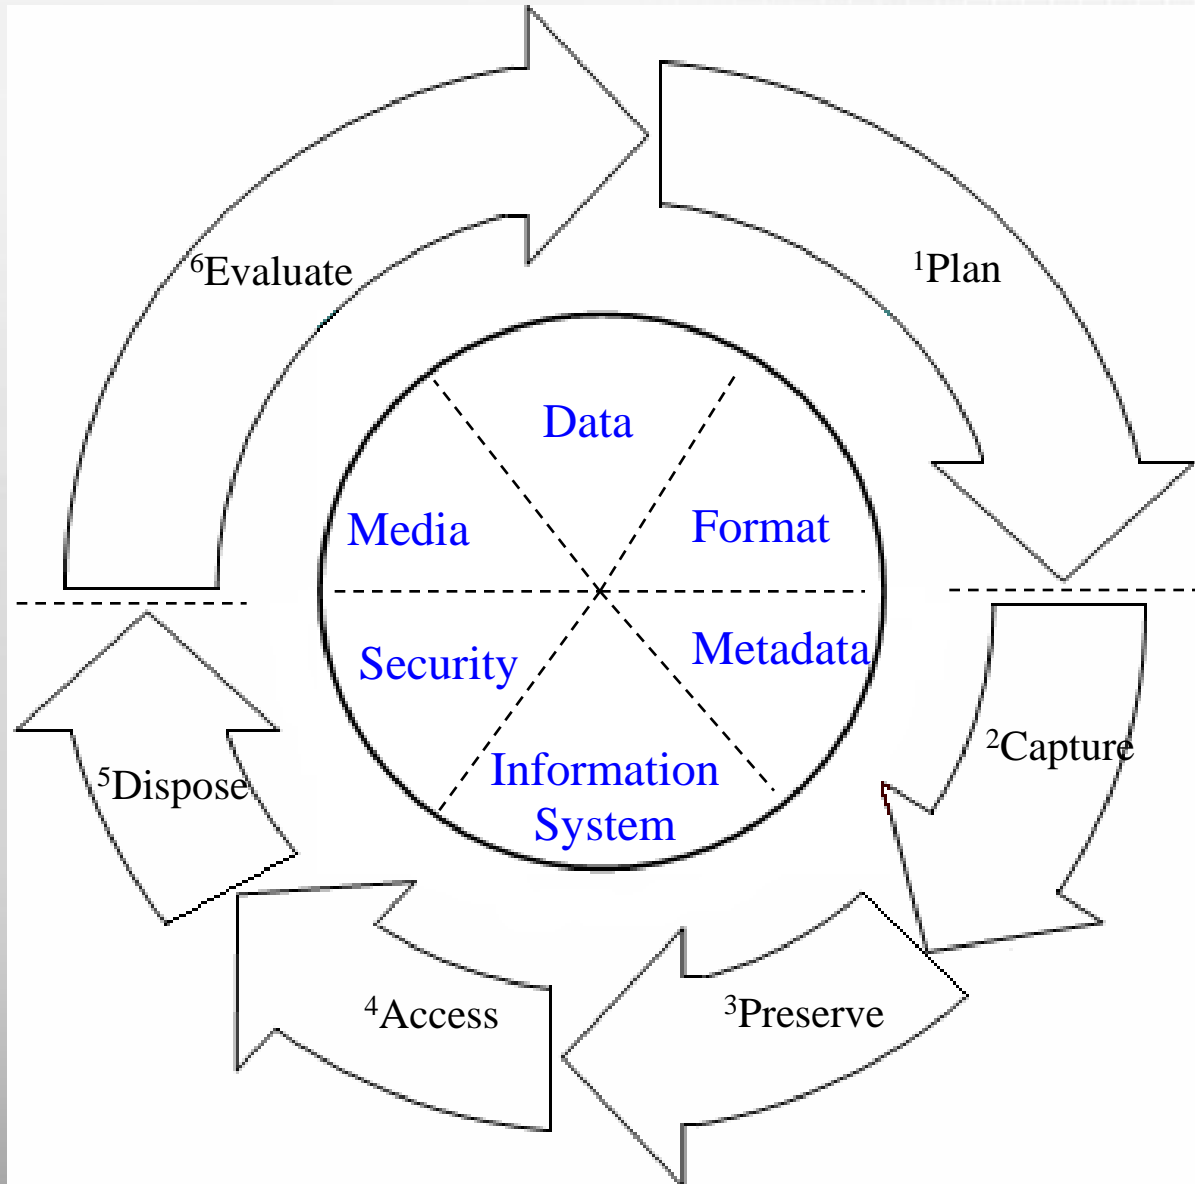 ⁶Evaluate
¹Plan
Data
Media
Format
Security
Metadata
Information
System
²Capture
⁵Dispose
⁴Access
³Preserve